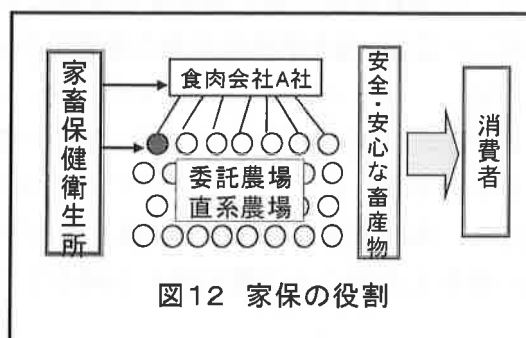 家畜保健衛生所
食肉会社A社
委託農場
直系農場
安全・安心な畜産物
消費者
図12 家保の役割